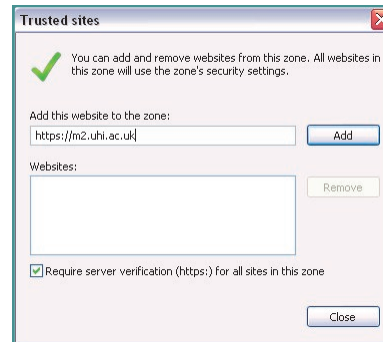 Trusted sites
You can add and remove websites from this zone. All websites in
this zone will use the zone's security settings.
Add this website to the zone:
https://m2.uhi.ac.uk
Add
Websites:
Remove
Require server verification (https:) for all sites in this zone
Close